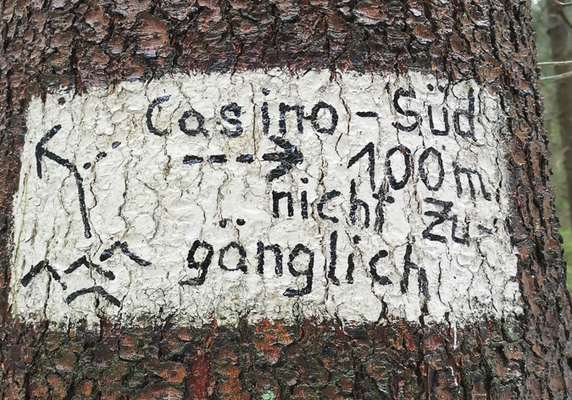 Casino-Süd
100m
nicht zu-
gänglich